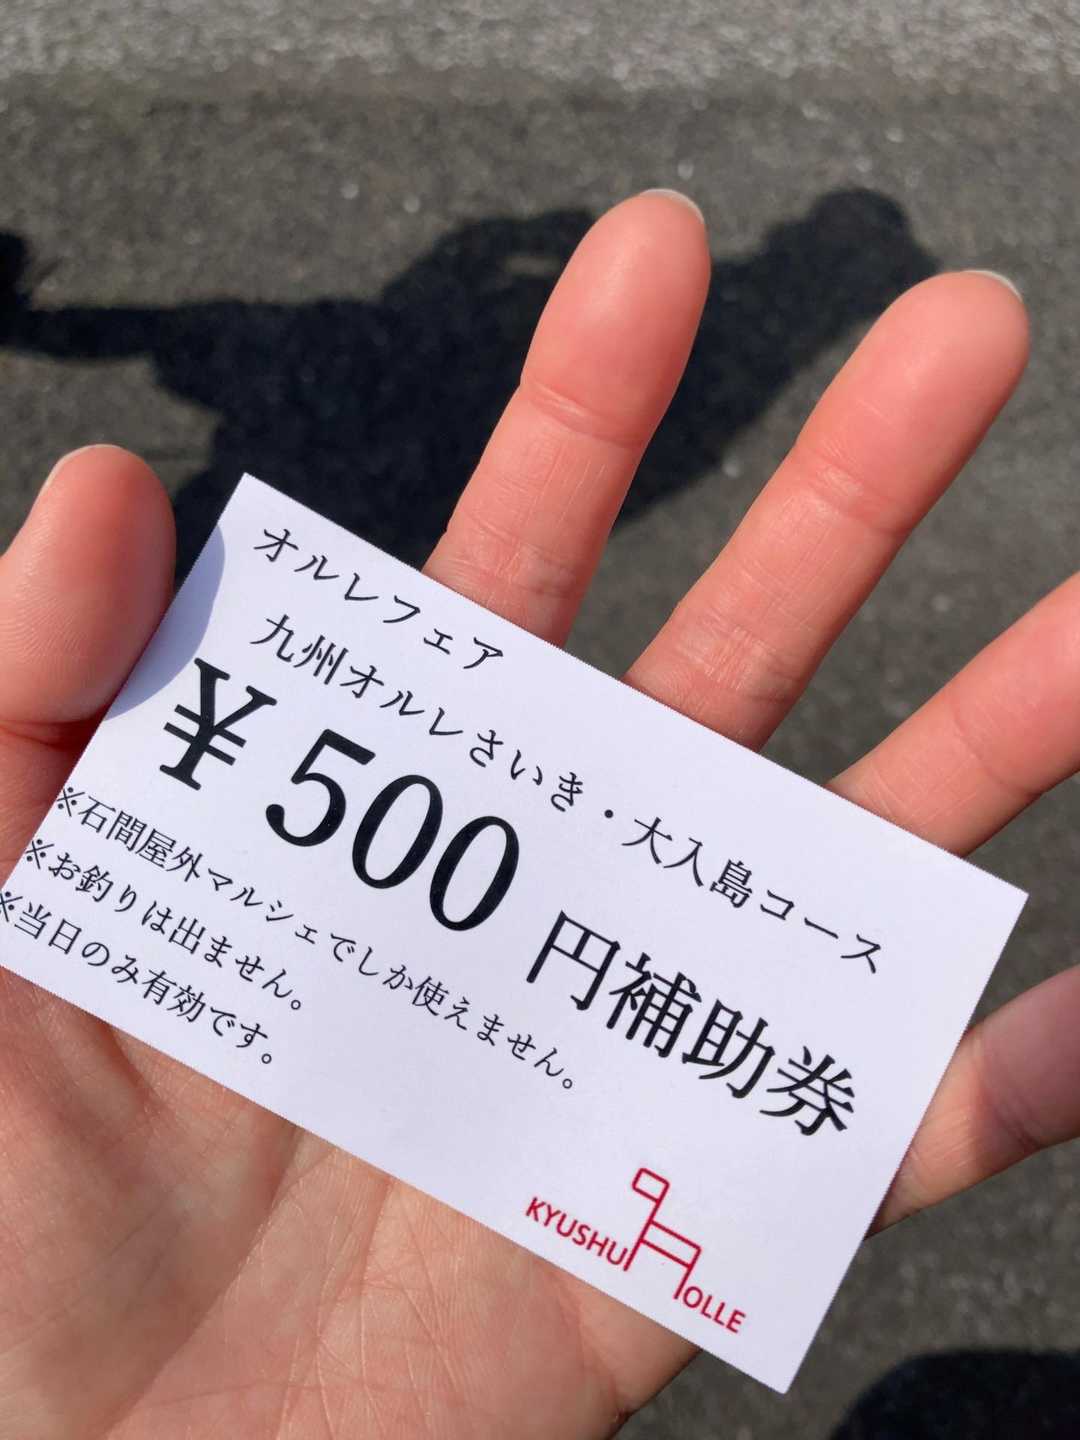 オルレフェア
九州オルレさいき・大入島コース
¥500円補助券
※石間屋外マルシェでしか使えません。
※お釣りは出ません。
※当日のみ有効です。
KYUSHU OLLE